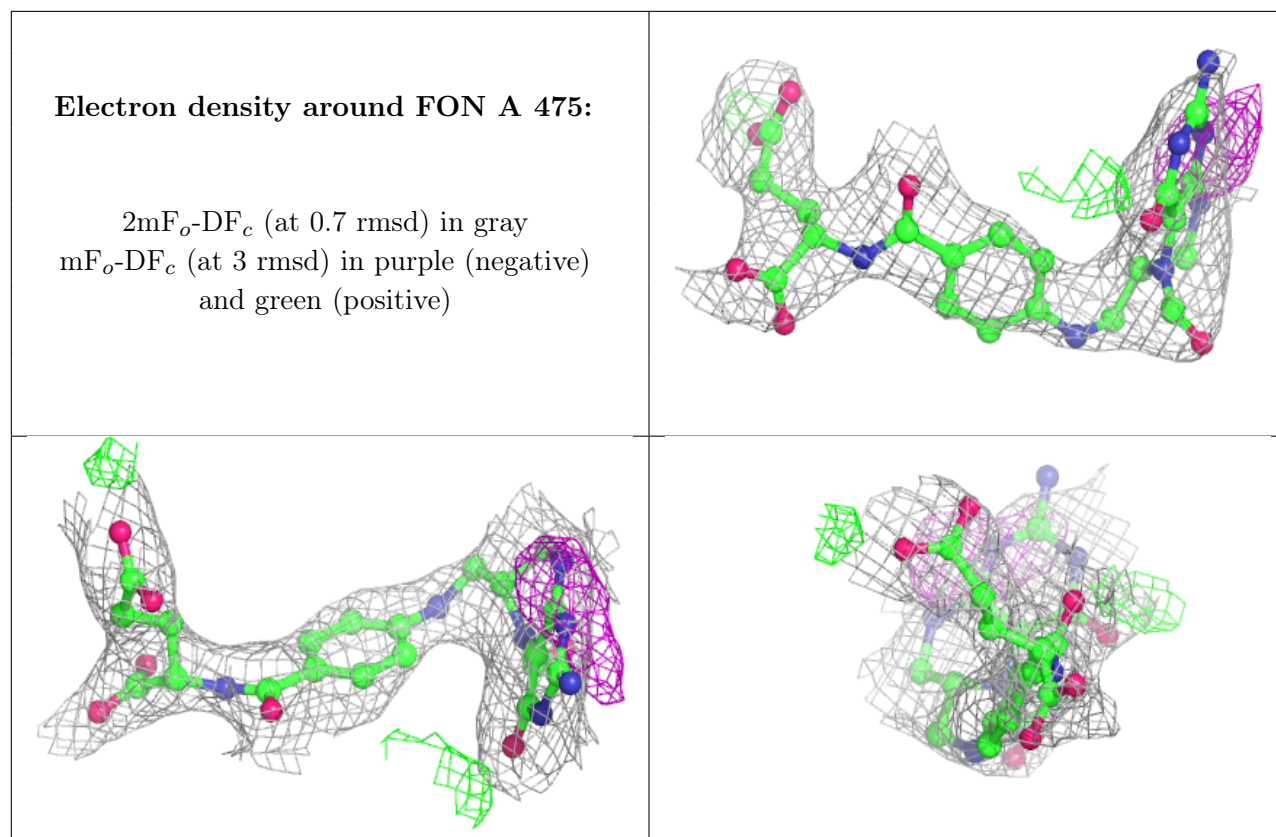 Electron density around FON A 475:
2mFo-DFc (at 0.7 rmsd) in gray
mFo-DFc (at 3 rmsd) in purple (negative)
and green (positive)